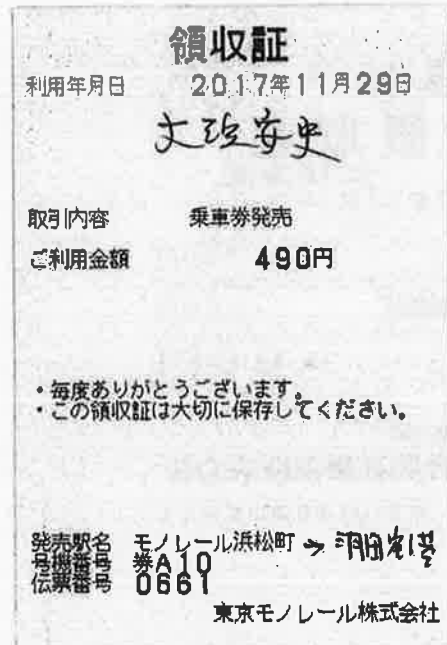 領収証
利用年月日 2017年11月29日
取引内容 乗車券発売
ご利用金額 490円
・毎度ありがとうございます。
・この領収証は大切に保存してください。
発売駅名 モノレール浜松町 → 羽田空港
号機番号 券A10
伝票番号 0661
東京モノレール株式会社